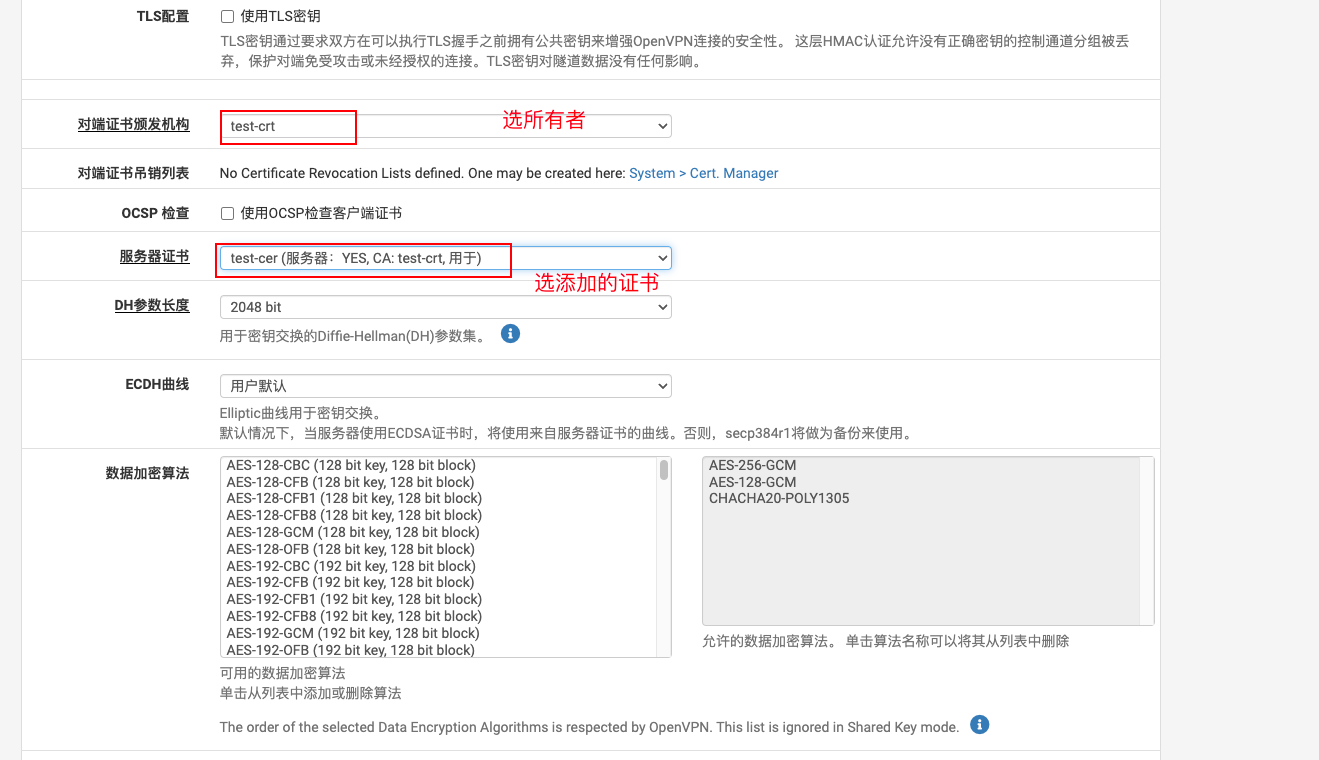 TLS配置
使用TLS密钥
TLS密钥通过要求双方在可以执行TLS握手之前拥有公共密钥来增强OpenVPN连接的安全性。 这层HMAC认证允许没有正确密钥的控制通道分组被丢
弃，保护对端免受攻击或未经授权的连接。TLS密钥对隧道数据没有任何影响。
对端证书颁发机构
test-crt
选所有者
对端证书吊销列表
No Certificate Revocation Lists defined. One may be created here: System > Cert. Manager
OCSP 检查
使用OCSP检查客户端证书
服务器证书
test-cer (服务器：YES, CA: test-crt, 用于)
选添加的证书
DH参数长度
2048 bit
用于密钥交换的Diffie-Hellman(DH)参数集。
ECDH曲线
用户默认
Elliptic曲线用于密钥交换。
默认情况下，当服务器使用ECDSA证书时，将使用来自服务器证书的曲线。否则，secp384r1将做为备份来使用。
数据加密算法
AES-128-CBC (128 bit key, 128 bit block)
AES-128-CFB (128 bit key, 128 bit block)
AES-128-CFB1 (128 bit key, 128 bit block)
AES-128-CFB8 (128 bit key, 128 bit block)
AES-128-GCM (128 bit key, 128 bit block)
AES-128-OFB (128 bit key, 128 bit block)
AES-192-CBC (192 bit key, 128 bit block)
AES-192-CFB (192 bit key, 128 bit block)
AES-192-CFB1 (192 bit key, 128 bit block)
AES-192-CFB8 (192 bit key, 128 bit block)
AES-192-GCM (192 bit key, 128 bit block)
AES-192-OFB (192 bit key, 128 bit block)
AES-256-GCM
AES-128-GCM
CHACHA20-POLY1305
允许的数据加密算法。 单击算法名称可以将其从列表中删除
可用的数据加密算法
单击从列表中添加或删除算法
The order of the selected Data Encryption Algorithms is respected by OpenVPN. This list is ignored in Shared Key mode.